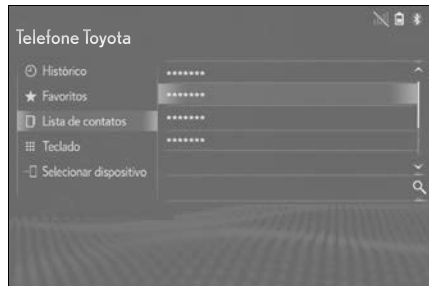 Telefone Toyota
Histórico
Favoritos
Lista de contatos
Teclado
Selecionar dispositivo
*******
*******
*******
*******